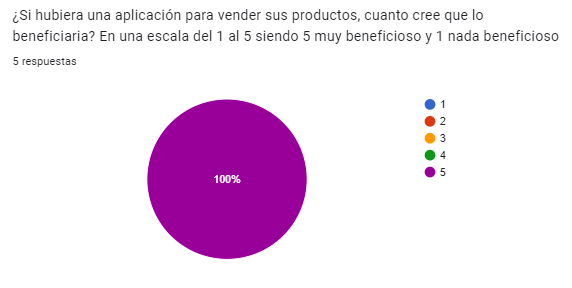 ¿Si hubiera una aplicación para vender sus productos, cuanto cree que lo
beneficiaria? En una escala del 1 al 5 siendo 5 muy beneficioso y 1 nada beneficioso
5 respuestas
100%
1
2
3
4
5